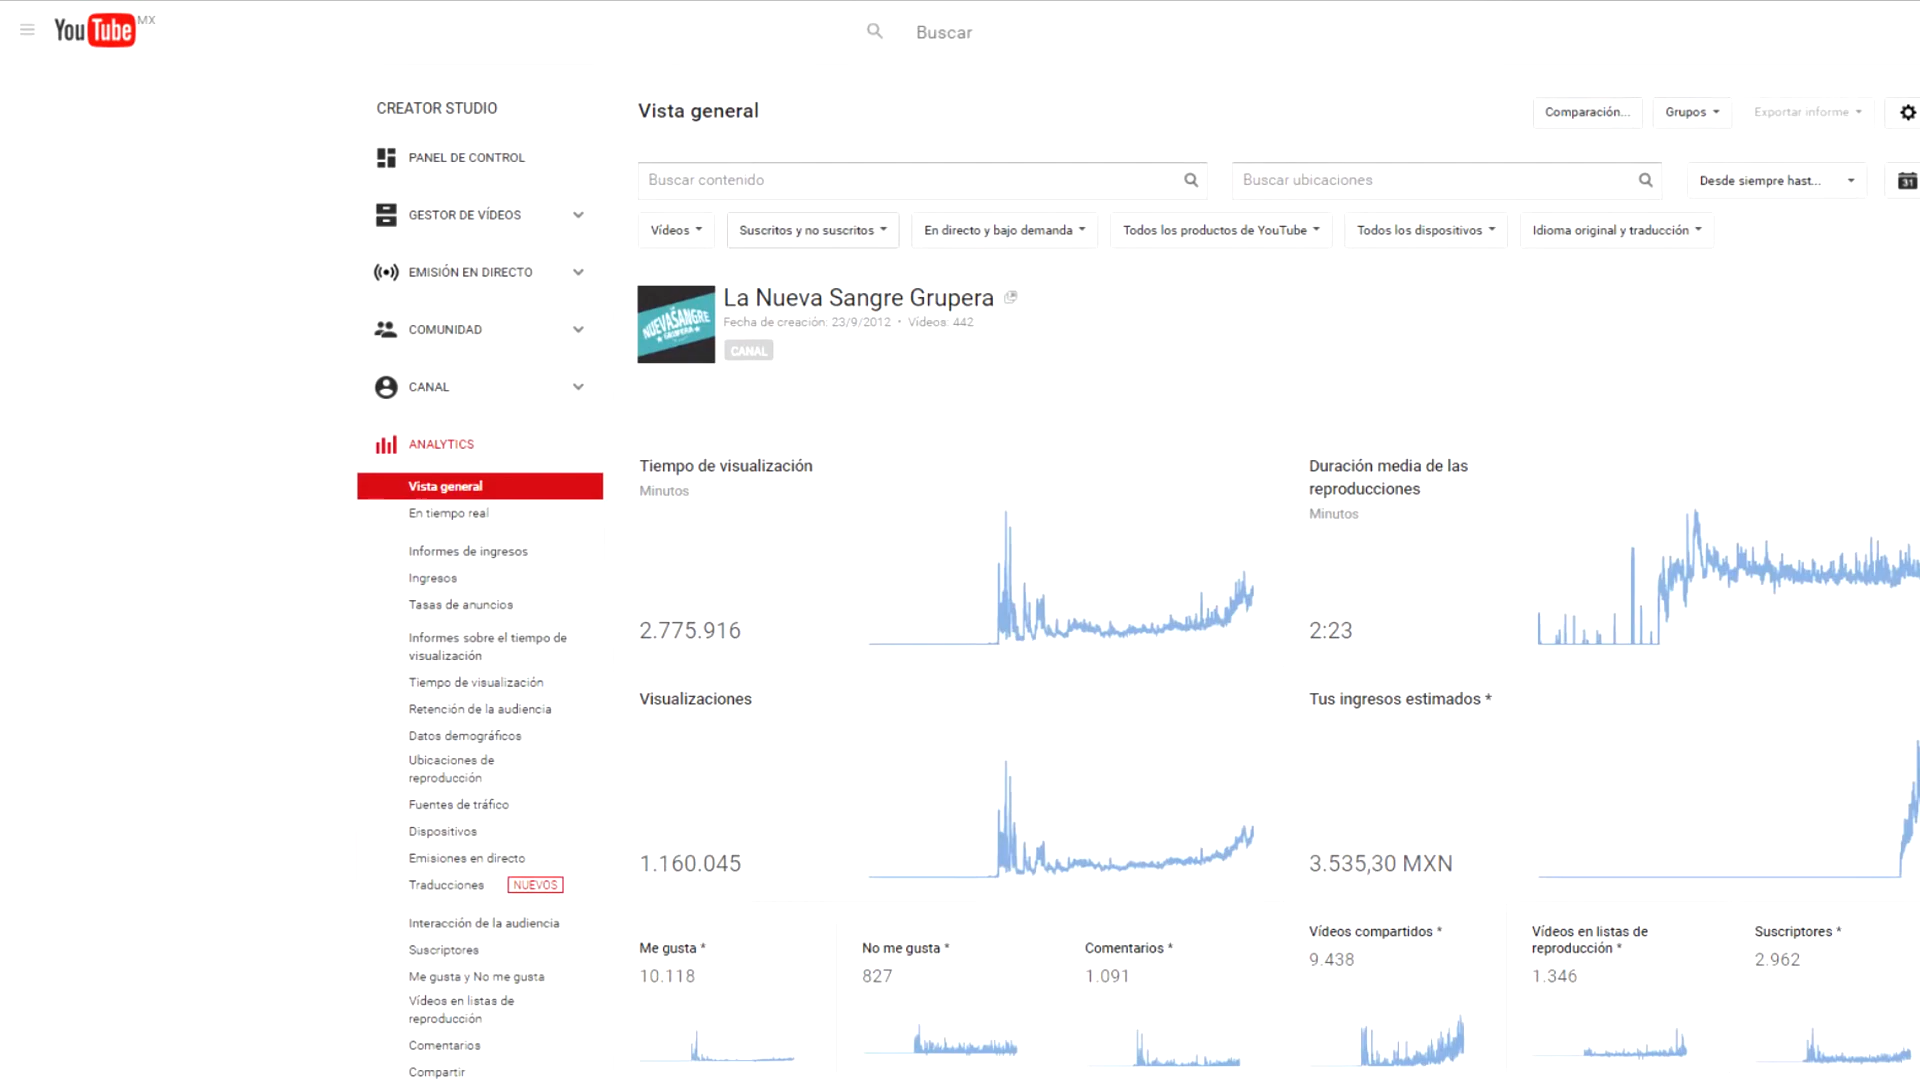 YouTube MX
Buscar
CREATOR STUDIO
PANEL DE CONTROL
GESTOR DE VÍDEOS
EMISIÓN EN DIRECTO
COMUNIDAD
CANAL
ANALYTICS
Vista general
En tiempo real
Informes de ingresos
Ingresos
Tasas de anuncios
Informes sobre el tiempo de
visualización
Tiempo de visualización
Retención de la audiencia
Datos demográficos
Ubicaciones de
reproducción
Fuentes de tráfico
Dispositivos
Emisiones en directo
Traducciones NUEVOS
Interacción de la audiencia
Suscriptores
Me gusta y No me gusta
Vídeos en listas de
reproducción
Comentarios
Compartir
Vista general
Comparación... Grupos Exportar informe
Buscar contenido Buscar ubicaciones Desde siempre hast... 31
Vídeos Suscritos y no suscritos En directo y bajo demanda Todos los productos de YouTube Todos los dispositivos Idioma original y traducción
NUEVASANGRE
GRUPERA
La Nueva Sangre Grupera
Fecha de creación: 23/9/2012 • Vídeos: 442
CANAL
Tiempo de visualización
Minutos
2.775.916
Duración media de las
reproducciones
Minutos
2:23
Visualizaciones
1.160.045
Tus ingresos estimados *
3.535,30 MXN
Me gusta *
10.118
No me gusta *
827
Comentarios *
1.091
Vídeos compartidos *
9.438
Vídeos en listas de
reproducción *
1.346
Suscriptores *
2.962